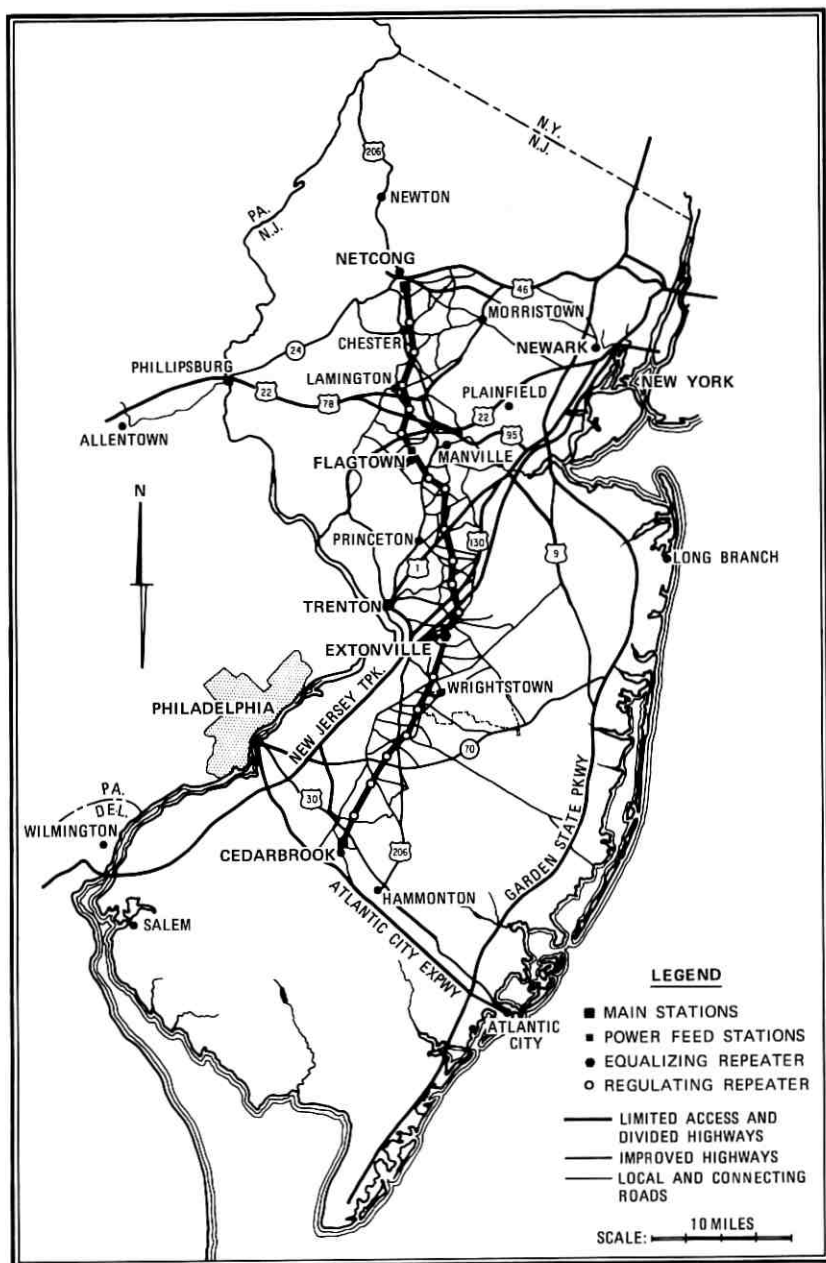 N.Y.
N.J.
206
NEWTON
PA.
N.J.
NETCONG
46
MORRISTOWN
CHESTER
NEWARK
24
PHILLIPSBURG
LAMINGTON
PLAINFIELD
NEW YORK
22
78
22
95
ALLENTOWN
MANVILLE
FLAGTOWN
N
PRINCETON
130
9
1
LONG BRANCH
TRENTON
EXTONVILLE
WRIGHTSTOWN
PHILADELPHIA
NEW JERSEY TPK.
70
PA.
DEL.
30
WILMINGTON
GARDEN STATE PKWY
CEDARBROOK
206
HAMMONTON
SALEM
ATLANTIC CITY EXPWY
ATLANTIC
CITY
LEGEND
MAIN STATIONS
POWER FEED STATIONS
EQUALIZING REPEATER
REGULATING REPEATER
LIMITED ACCESS AND
DIVIDED HIGHWAYS
IMPROVED HIGHWAYS
LOCAL AND CONNECTING
ROADS
SCALE: 10 MILES